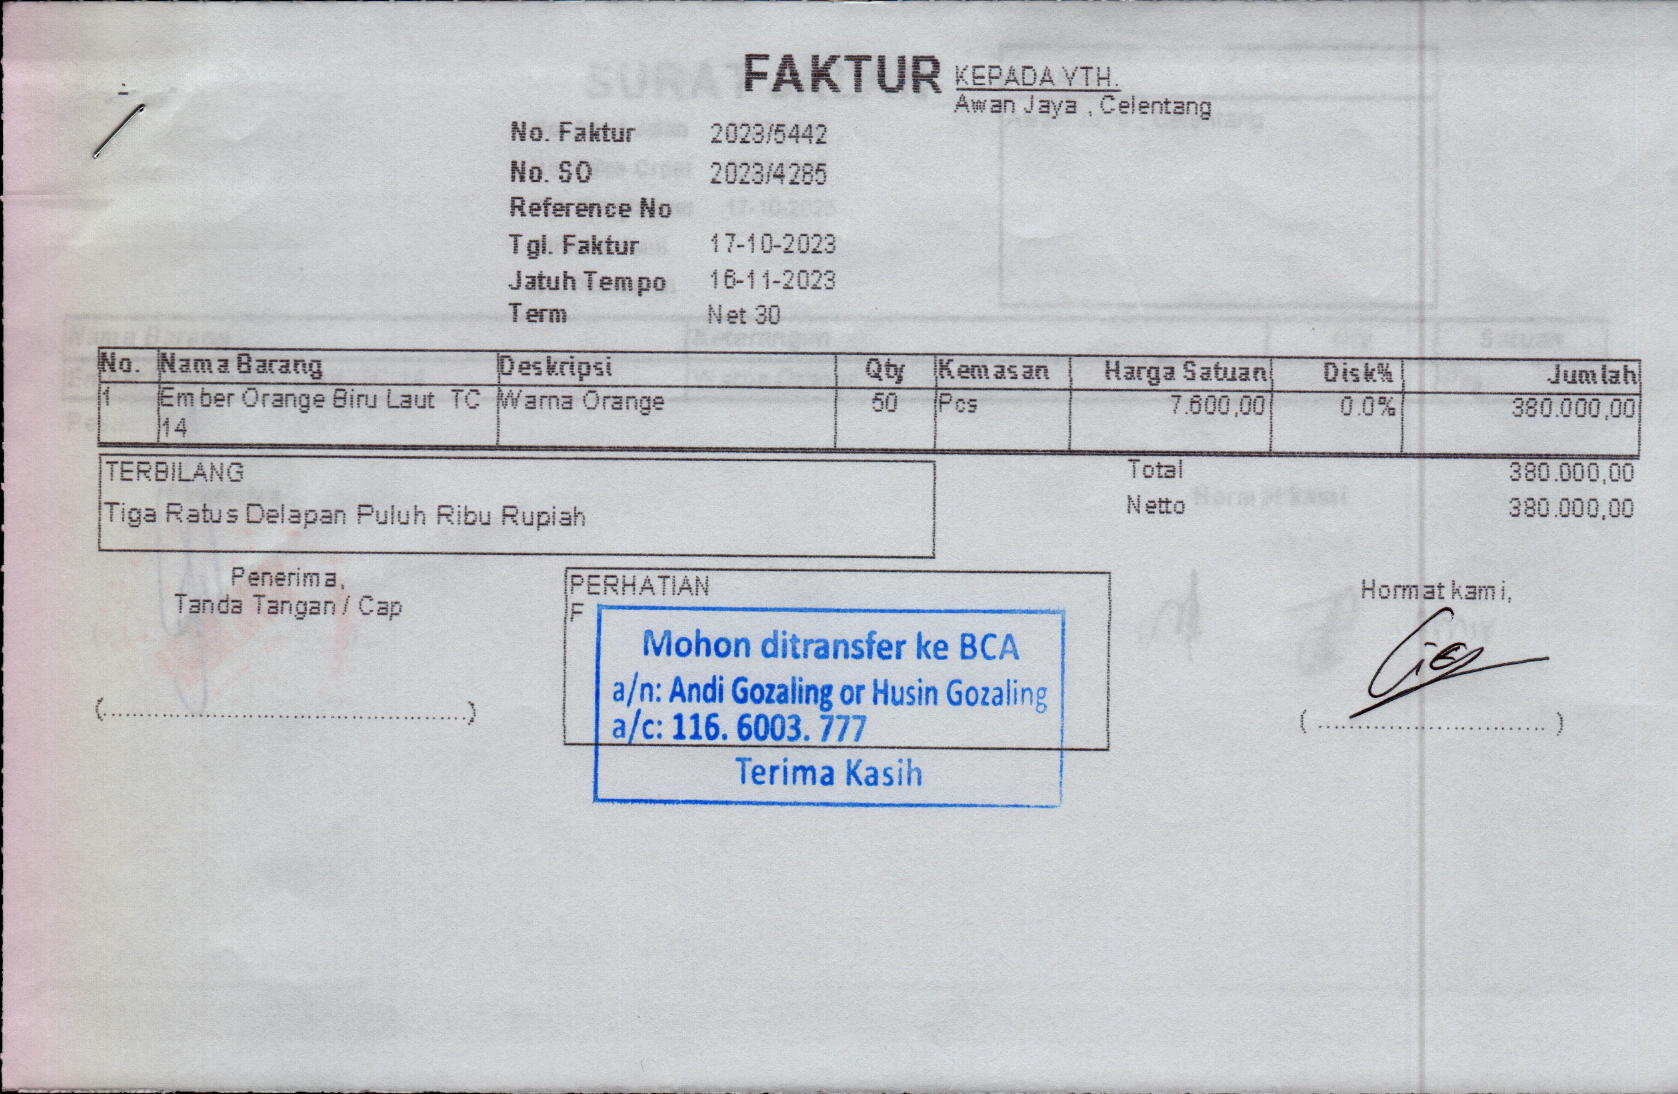 FAKTUR
KEPADA YTH.
Awan Jaya , Celentang
No. Faktur 2023/5442
No. SO 2023/4285
Reference No
Tgl. Faktur 17-10-2023
Jatuh Tempo 16-11-2023
Term Net 30
No. Nama Barang Deskripsi Qty Kemasan Harga Satuan Disk% Jumlah
1 Ember Orange Biru Laut TC Warna Orange 50 Pcs 7.600,00 0.0% 380.000,00
14
TERBILANG
Tiga Ratus Delapan Puluh Ribu Rupiah
Total 380.000,00
Netto 380.000,00
Penerima,
Tanda Tangan / Cap
(...........................................)
PERHATIAN
F
Mohon ditransfer ke BCA
a/n: Andi Gozaling or Husin Gozaling
a/c: 116. 6003. 777
Terima Kasih
Hormat kami,
( ............................. )